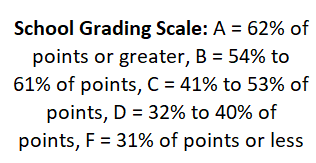 School Grading Scale: A = 62% of
points or greater, B = 54% to
61% of points, C = 41% to 53% of
points, D = 32% to 40% of
points, F = 31% of points or less